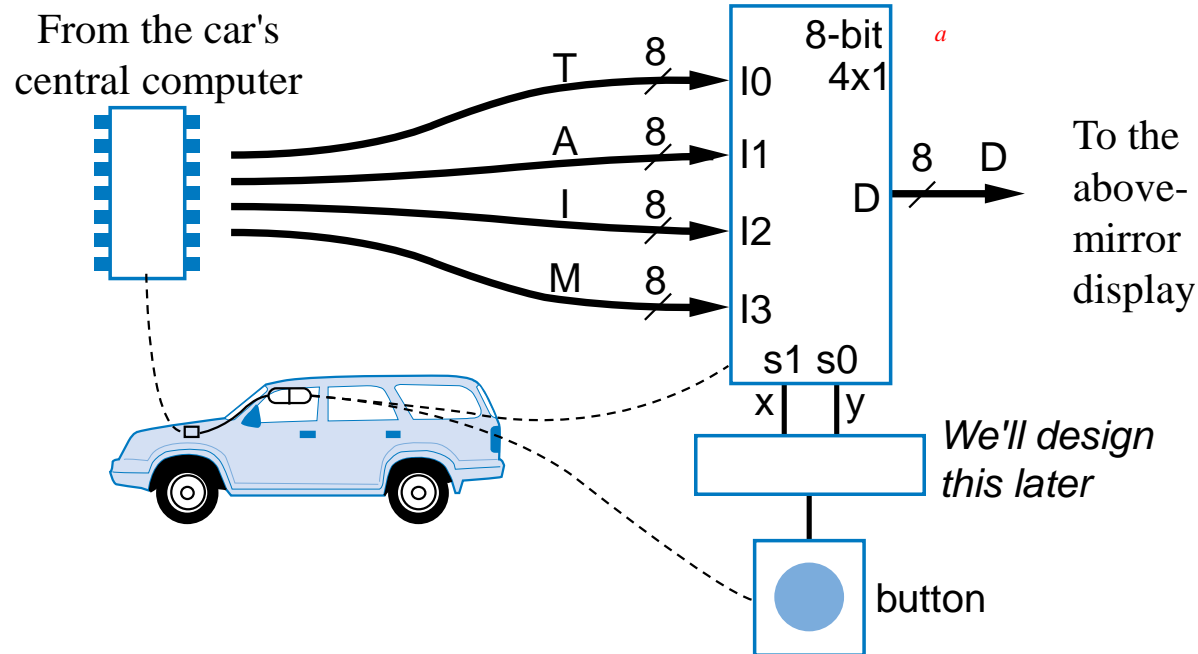 From the car's
central computer
T
8
A
8
I
8
M
8
I0
I1
I2
I3
8-bit
4x1
D
s1 s0
a
8 D
To the
above-
mirror
display
x
y
We'll design
this later
button